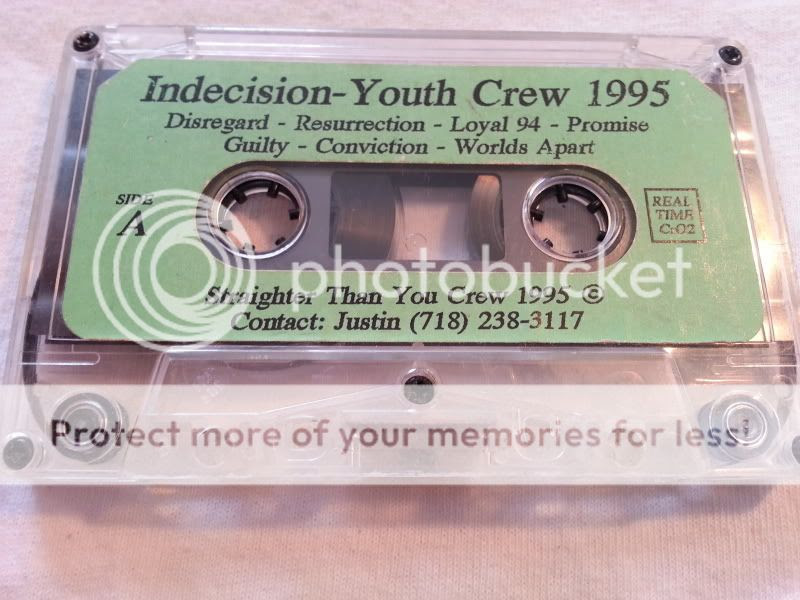 Indecision-Youth Crew 1995
Disregard - Resurrection - Loyal 94 - Promise
Guilty - Conviction - Worlds Apart
SIDE
A
REAL
TIME
CrO2
photobucket
Straighter Than You Crew 1995 ©
Contact: Justin (718) 238-3117
Protect more of your memories for less!